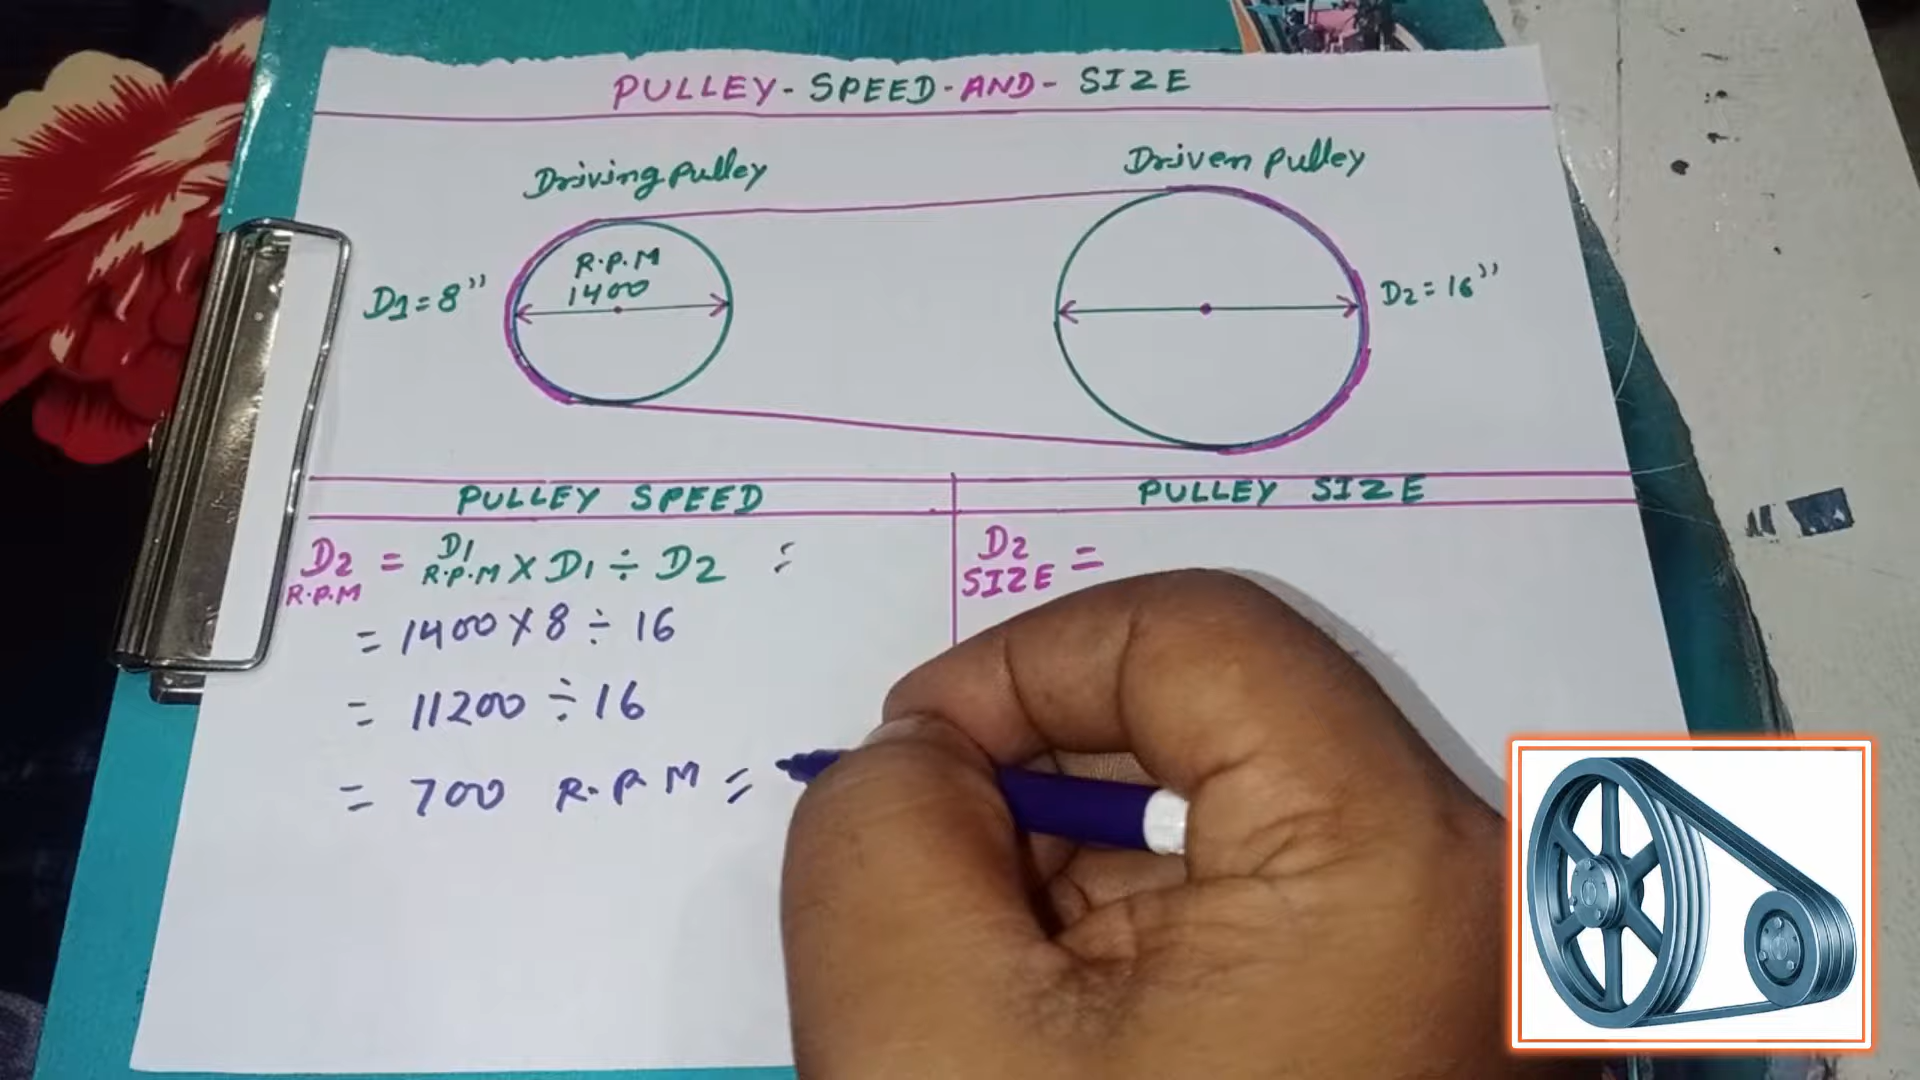 PULLEY-SPEED-AND-SIZE
Driving pulley
Driven pulley
R.P.M
1400
D1=8"
D2=16"
PULLEY SPEED
PULLEY SIZE
D2 R.P.M = D1 R.P.M X D1 ÷ D2 =
= 1400 X 8 ÷ 16
= 11200 ÷ 16
= 700 R.P.M =
D2 SIZE =